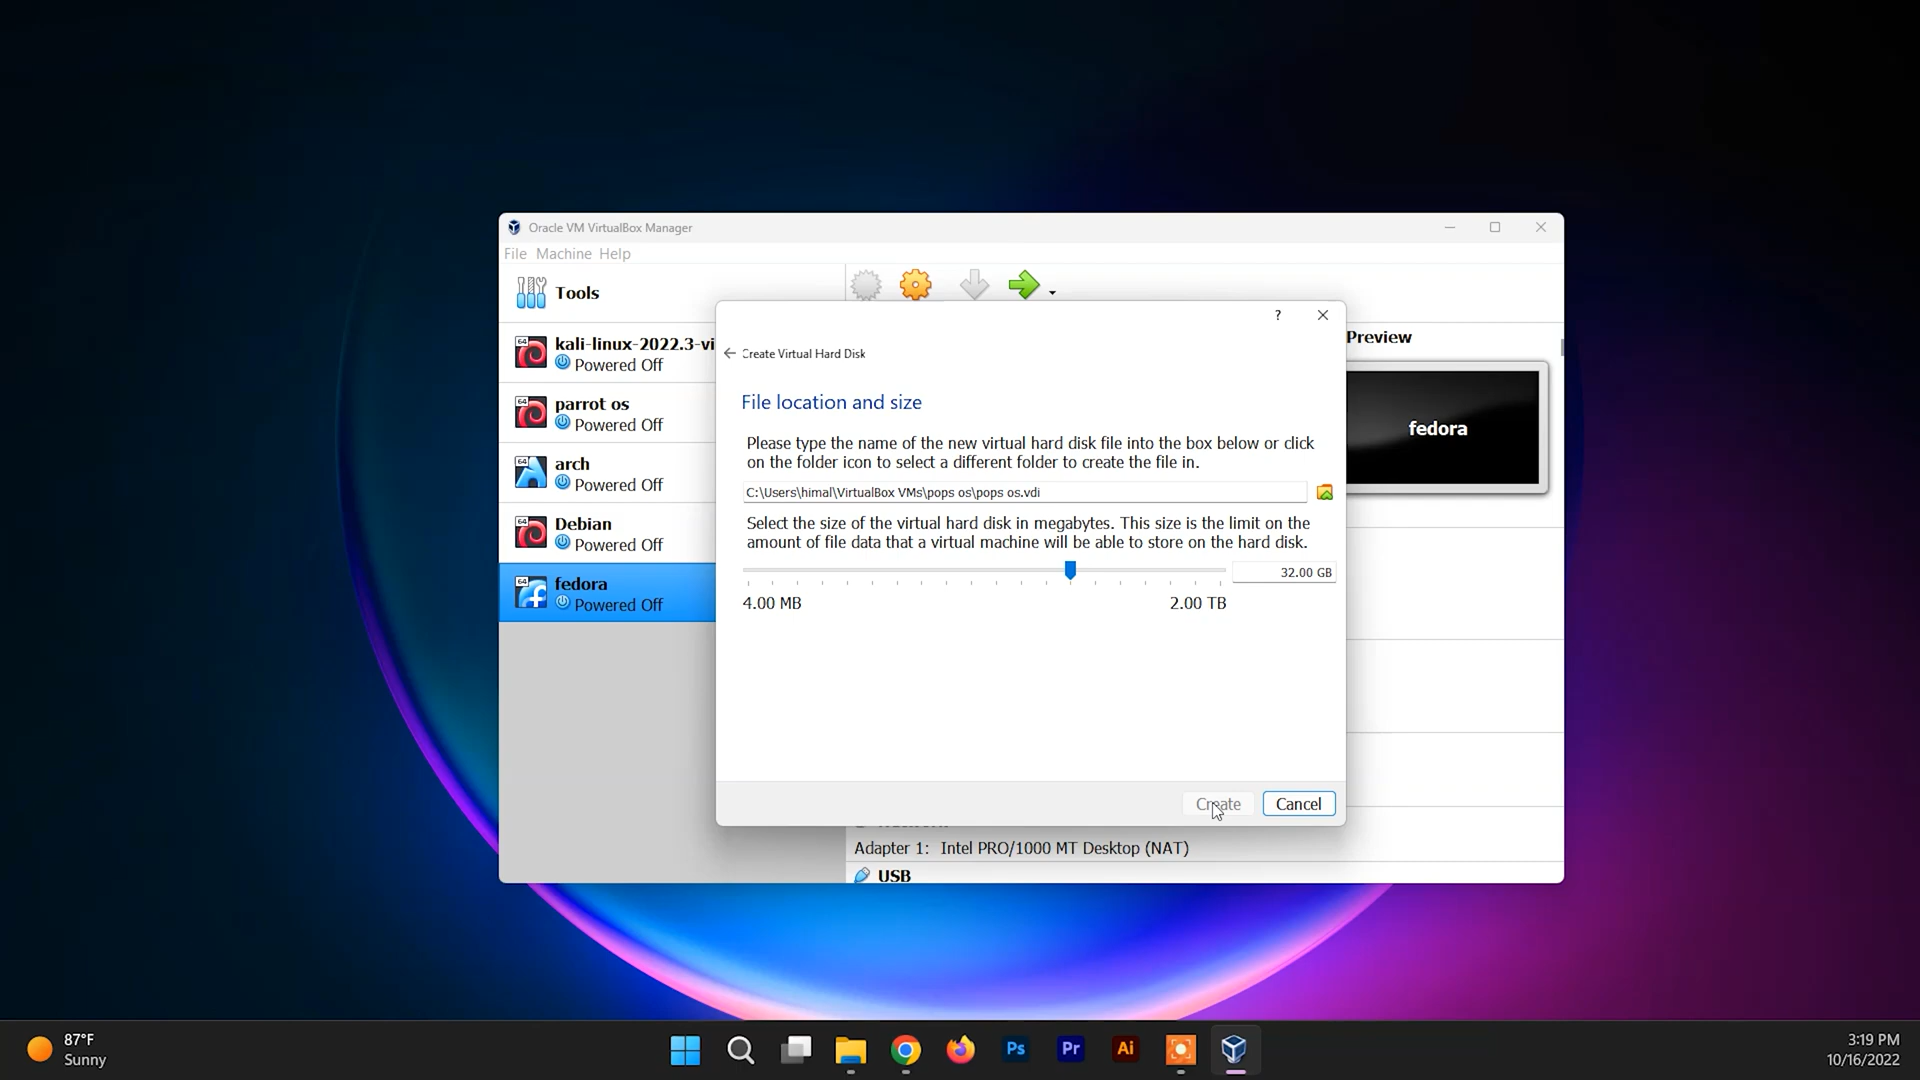 Oracle VM VirtualBox Manager
File Machine Help
Tools
64
kali-linux-2022.3-vi
Powered Off
64
parrot os
Powered Off
64
arch
Powered Off
64
Debian
Powered Off
64
fedora
Powered Off
?
Create Virtual Hard Disk
File location and size
Please type the name of the new virtual hard disk file into the box below or click
on the folder icon to select a different folder to create the file in.
C:\Users\himal\VirtualBox VMs\pops os\pops os.vdi
Select the size of the virtual hard disk in megabytes. This size is the limit on the
amount of file data that a virtual machine will be able to store on the hard disk.
32.00 GB
4.00 MB
2.00 TB
Create
Cancel
Preview
fedora
Adapter 1: Intel PRO/1000 MT Desktop (NAT)
USB
87°F
Sunny
Ps
Pr
Ai
3:19 PM
10/16/2022